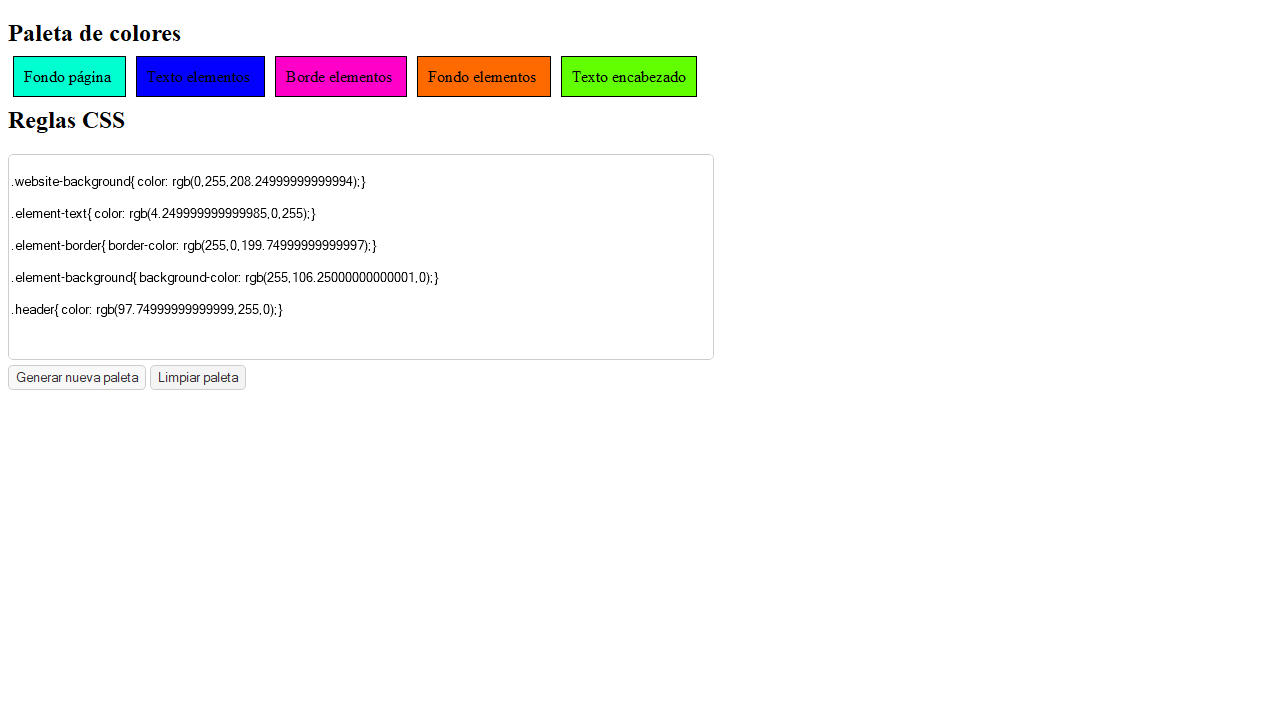 Paleta de colores
Fondo página Texto elementos Borde elementos Fondo elementos Texto encabezado
Reglas CSS
.website-background{ color: rgb(0,255,208.24999999999994);}
.element-text{ color: rgb(4.249999999999985,0,255);}
.element-border{ border-color: rgb(255,0,199.74999999999997);}
.element-background{ background-color: rgb(255,106.25000000000001,0);}
.header{ color: rgb(97.74999999999999,255,0);}
Generar nueva paleta Limpiar paleta